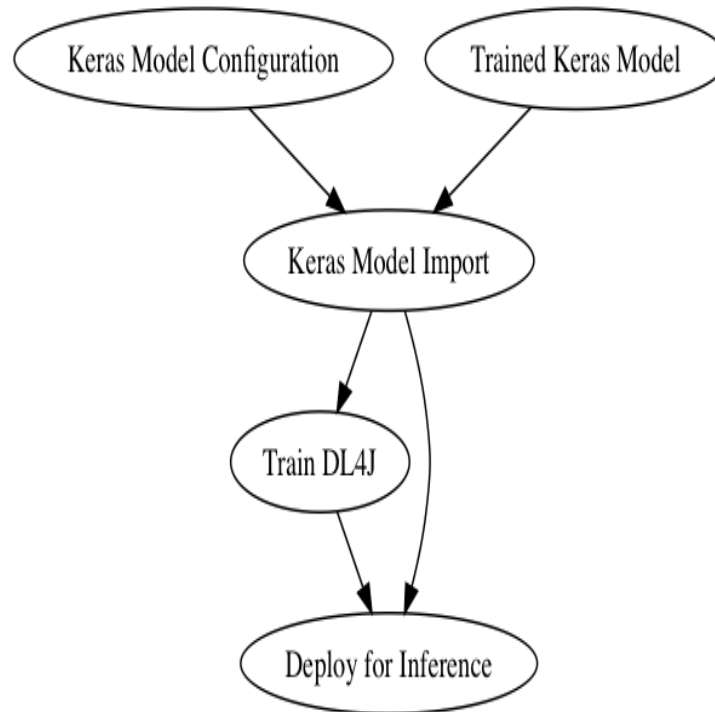 Keras Model Configuration
Trained Keras Model
Keras Model Import
Train DL4J
Deploy for Inference